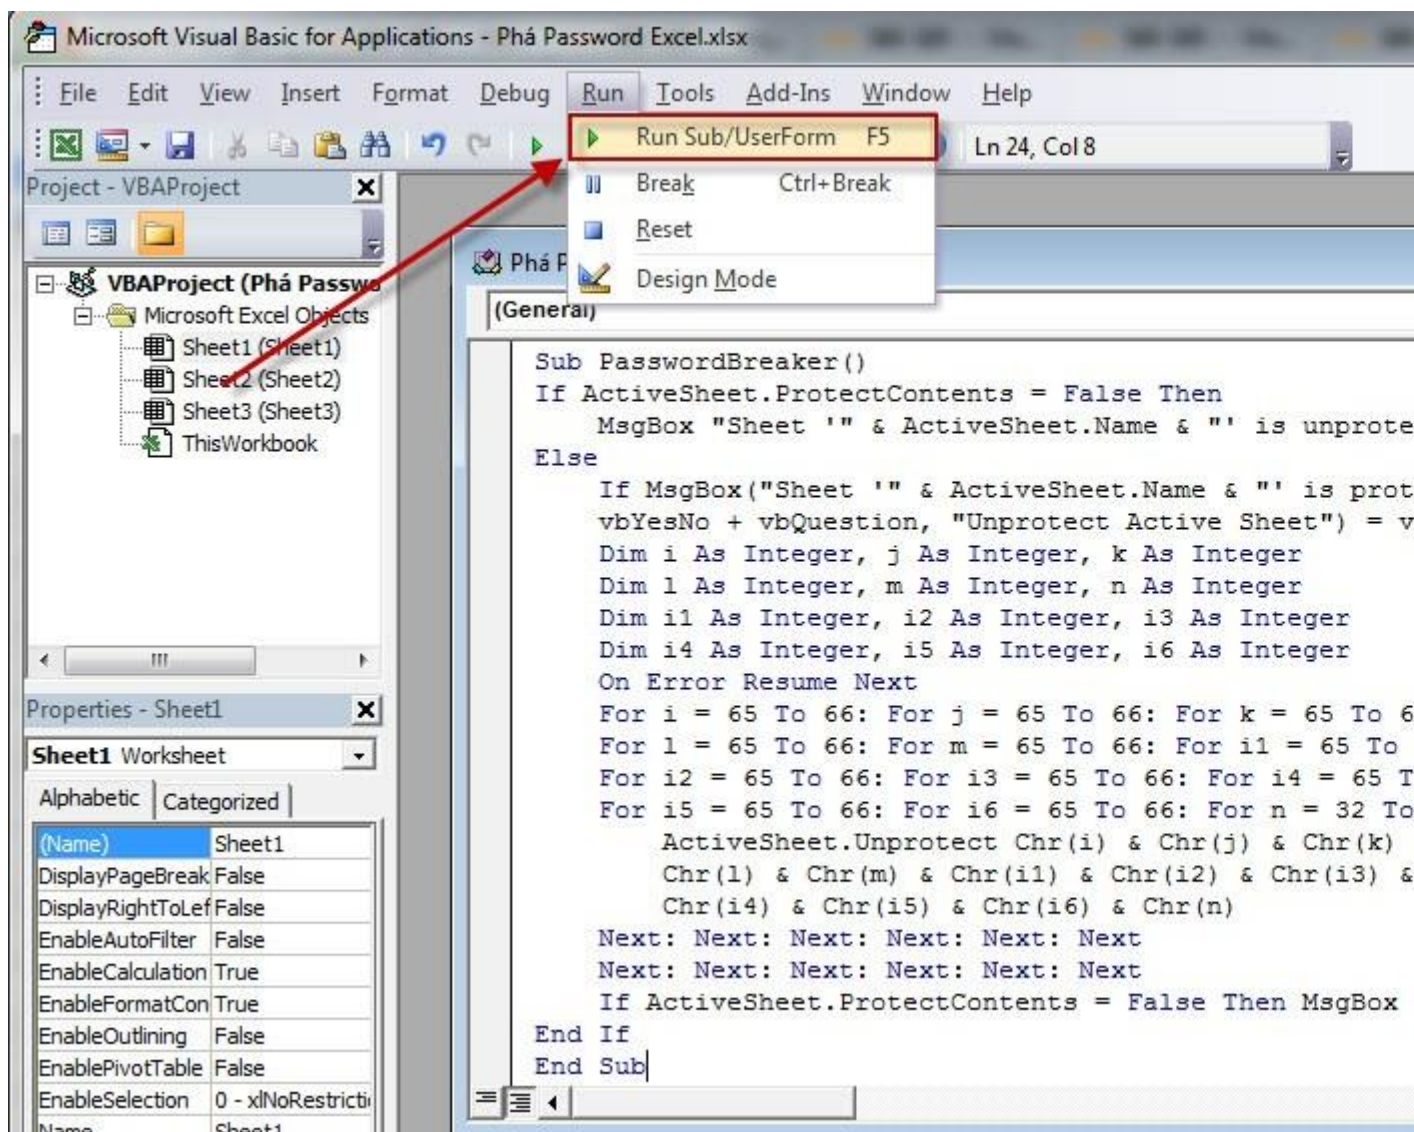 Microsoft Visual Basic for Applications - Phá Password Excel.xlsx
File Edit View Insert Format Debug Run Tools Add-Ins Window Help
Run Sub/UserForm F5
Ln 24, Col 8
Break Ctrl+Break
Reset
Design Mode
Project - VBAProject
VBAProject (Phá Passwo
Microsoft Excel Objects
Sheet1 (Sheet1)
Sheet2 (Sheet2)
Sheet3 (Sheet3)
ThisWorkbook
Properties - Sheet1
Sheet1 Worksheet
Alphabetic Categorized
(Name) Sheet1
DisplayPageBreak False
DisplayRightToLef False
EnableAutoFilter False
EnableCalculation True
EnableFormatCon True
EnableOutlining False
EnablePivotTable False
EnableSelection 0 - xlNoRestricti
Name Sheet1
Phá P
(General)
Sub PasswordBreaker()
If ActiveSheet.ProtectContents = False Then
MsgBox "Sheet '" & ActiveSheet.Name & "' is unprote
Else
If MsgBox("Sheet '" & ActiveSheet.Name & "' is prot
vbYesNo + vbQuestion, "Unprotect Active Sheet") = v
Dim i As Integer, j As Integer, k As Integer
Dim l As Integer, m As Integer, n As Integer
Dim i1 As Integer, i2 As Integer, i3 As Integer
Dim i4 As Integer, i5 As Integer, i6 As Integer
On Error Resume Next
For i = 65 To 66: For j = 65 To 66: For k = 65 To 6
For l = 65 To 66: For m = 65 To 66: For i1 = 65 To
For i2 = 65 To 66: For i3 = 65 To 66: For i4 = 65 T
For i5 = 65 To 66: For i6 = 65 To 66: For n = 32 To
ActiveSheet.Unprotect Chr(i) & Chr(j) & Chr(k)
Chr(l) & Chr(m) & Chr(i1) & Chr(i2) & Chr(i3) &
Chr(i4) & Chr(i5) & Chr(i6) & Chr(n)
Next: Next: Next: Next: Next: Next
Next: Next: Next: Next: Next: Next
If ActiveSheet.ProtectContents = False Then MsgBox
End If
End Sub